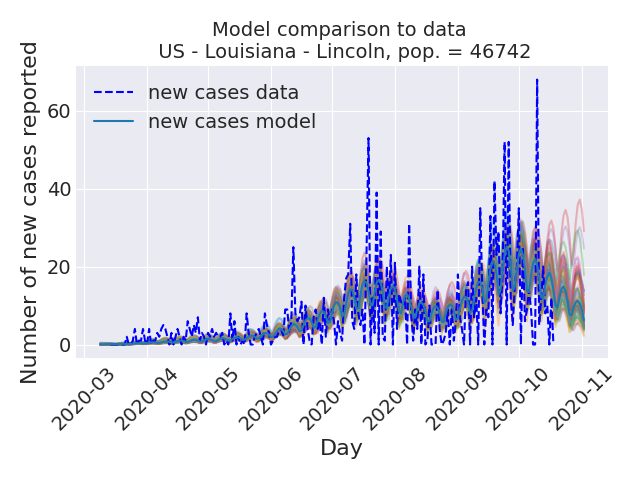 Model comparison to data
US - Louisiana - Lincoln, pop. = 46742
new cases data
new cases model
Number of new cases reported
60
40
20
0
2020-03
2020-04
2020-05
2020-06
2020-07
2020-08
2020-09
2020-10
2020-11
Day